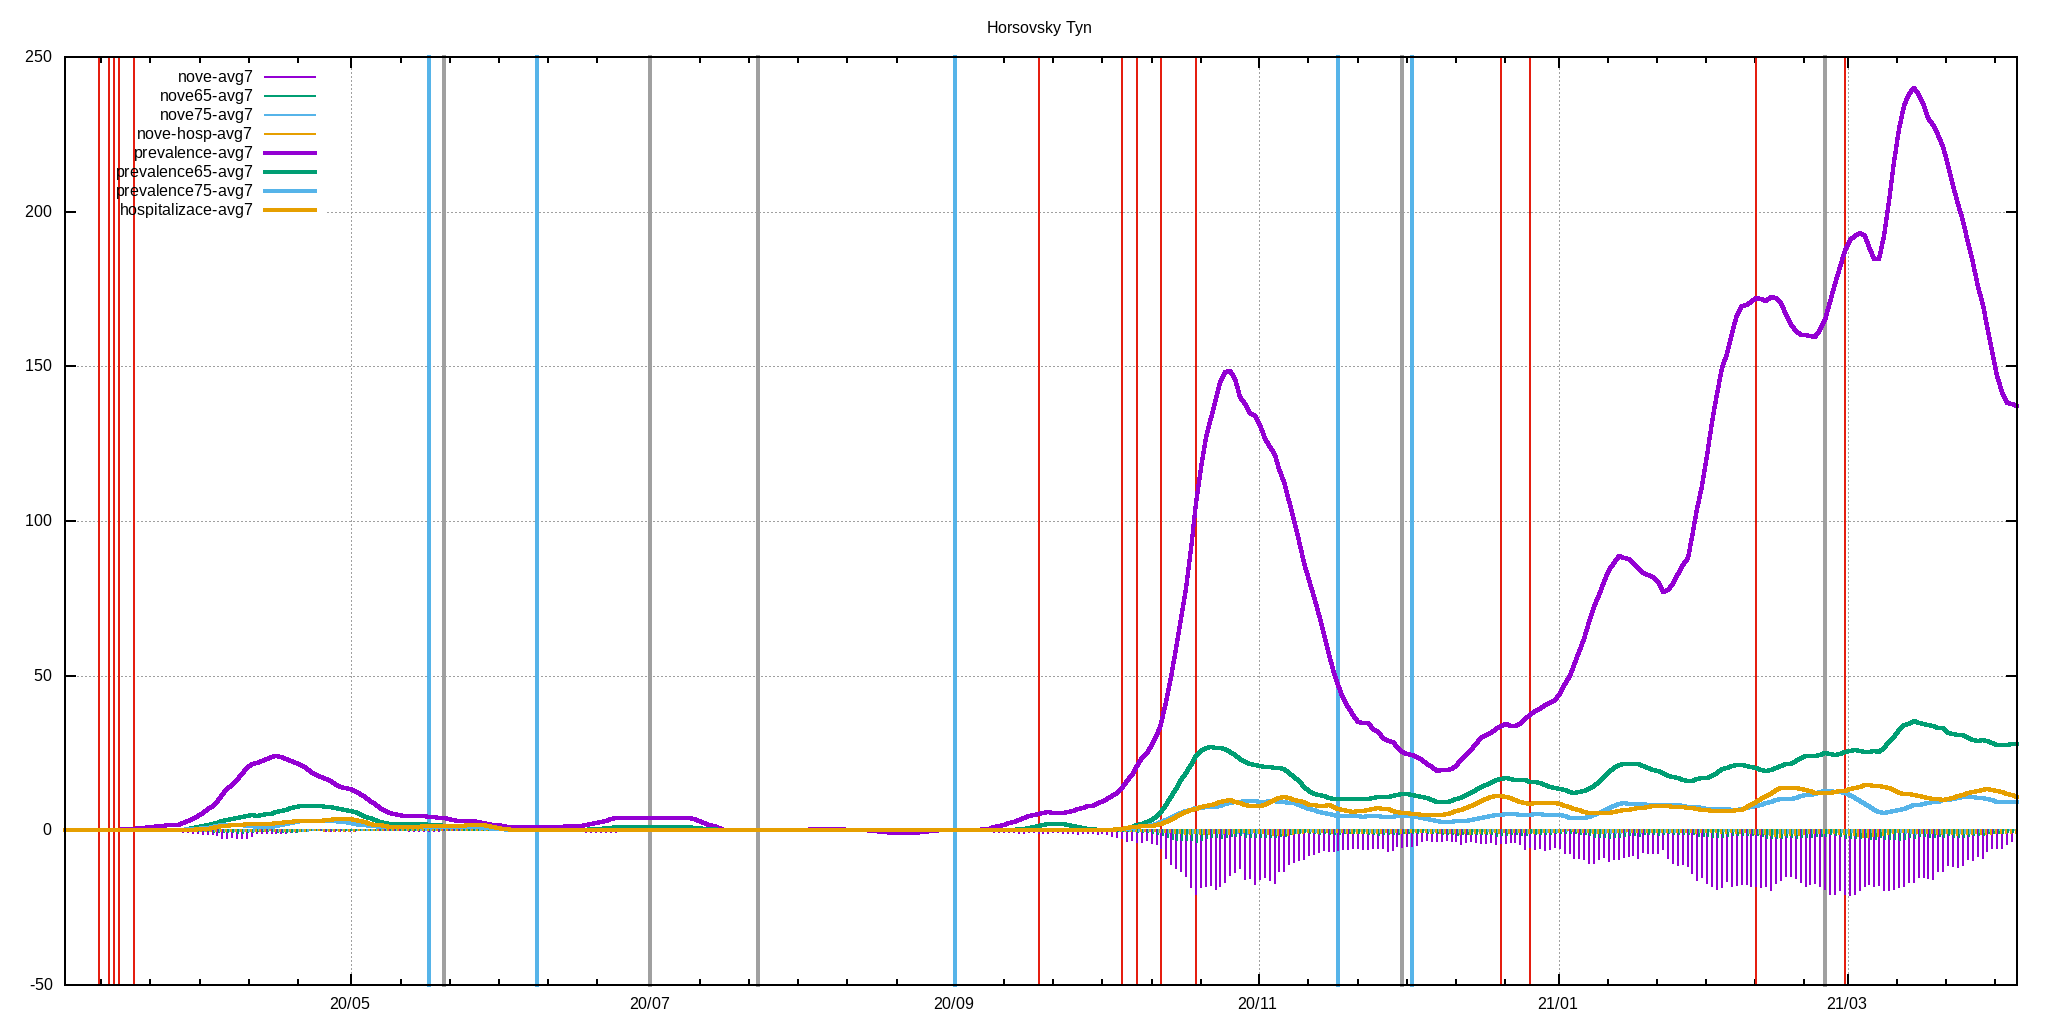 Horsovsky Tyn
250
200
150
100
50
0
-50
nove-avg7
nove65-avg7
nove75-avg7
nove-hosp-avg7
prevalence-avg7
prevalence65-avg7
prevalence75-avg7
hospitalizace-avg7
20/05
20/07
20/09
20/11
21/01
21/03